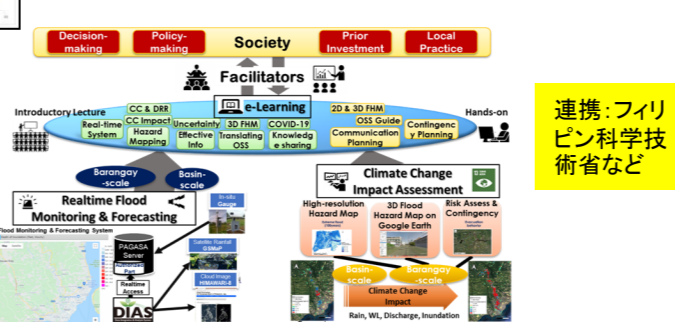 Decision-
making
Policy-
making
Society
Prior
Investment
Local
Practice
Facilitators
e-Learning
Introductory Lecture
Hands-on
CC & DRR
CC Impact
Real-time
System
Hazard
Mapping
Uncertainty
Effective
Info
3D FHM
Translating
OSS
COVID-19
Knowledg
e sharing
2D & 3D FHM
OSS Guide
Communication
Planning
Contingenc
y Planning
連携：フィリ
ピン科学技
術省など
Barangay
-scale
Basin-
scale
Realtime Flood
Monitoring & Forecasting
Climate Change
Impact Assessment
In-situ
Gauge
Flood Monitoring & Forecasting System
PAGASA
Server
Part
Realtime
Access
DIAS
Satellite Rainfall
GSMaP
Cloud Image
HIMAWARI-8
High-resolution
Hazard Map
3D Flood
Hazard Map on
Google Earth
Risk Assess &
Contingency
Basin-
scale
Barangay
-scale
Climate Change
Impact
Rain, WL, Discharge, Inundation